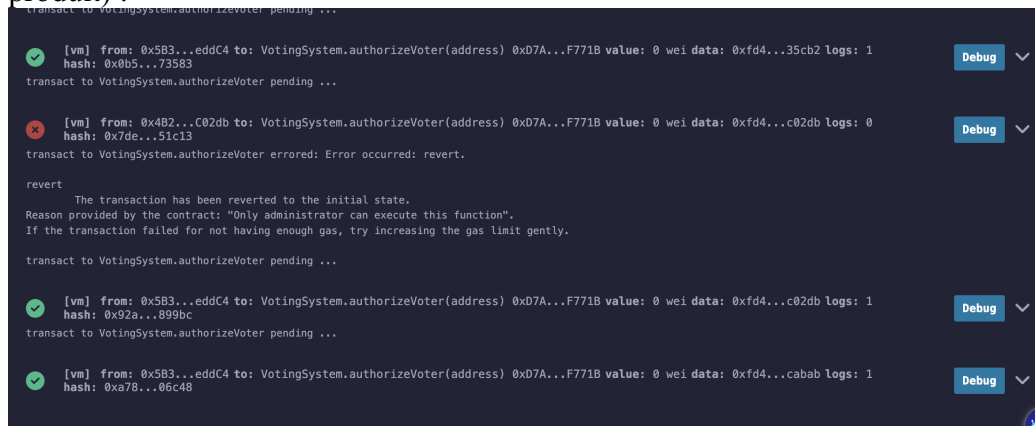 produit) :
transact to VotingSystem.authorizeVoter pending ...
[vm] from: 0x5B3...eddC4 to: VotingSystem.authorizeVoter(address) 0xD7A...F771B value: 0 wei data: 0xfd4...35cb2 logs: 1
hash: 0x0b5...73583
Debug
transact to VotingSystem.authorizeVoter pending ...
[vm] from: 0x4B2...C02db to: VotingSystem.authorizeVoter(address) 0xD7A...F771B value: 0 wei data: 0xfd4...c02db logs: 0
hash: 0x7de...51c13
Debug
transact to VotingSystem.authorizeVoter errored: Error occurred: revert.
revert
The transaction has been reverted to the initial state.
Reason provided by the contract: "Only administrator can execute this function".
If the transaction failed for not having enough gas, try increasing the gas limit gently.
transact to VotingSystem.authorizeVoter pending ...
[vm] from: 0x5B3...eddC4 to: VotingSystem.authorizeVoter(address) 0xD7A...F771B value: 0 wei data: 0xfd4...c02db logs: 1
hash: 0x92a...899bc
Debug
transact to VotingSystem.authorizeVoter pending ...
[vm] from: 0x5B3...eddC4 to: VotingSystem.authorizeVoter(address) 0xD7A...F771B value: 0 wei data: 0xfd4...cabab logs: 1
hash: 0xa78...06c48
Debug